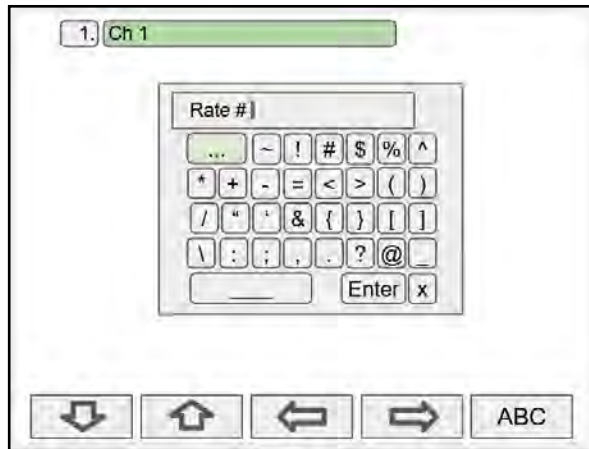 1. Ch 1
Rate #
... ~ ! # $ % ^
* + - = < > ( )
/ “ ‘ & { } [ ]
\ : ; , . ? @ _
Enter x
ABC